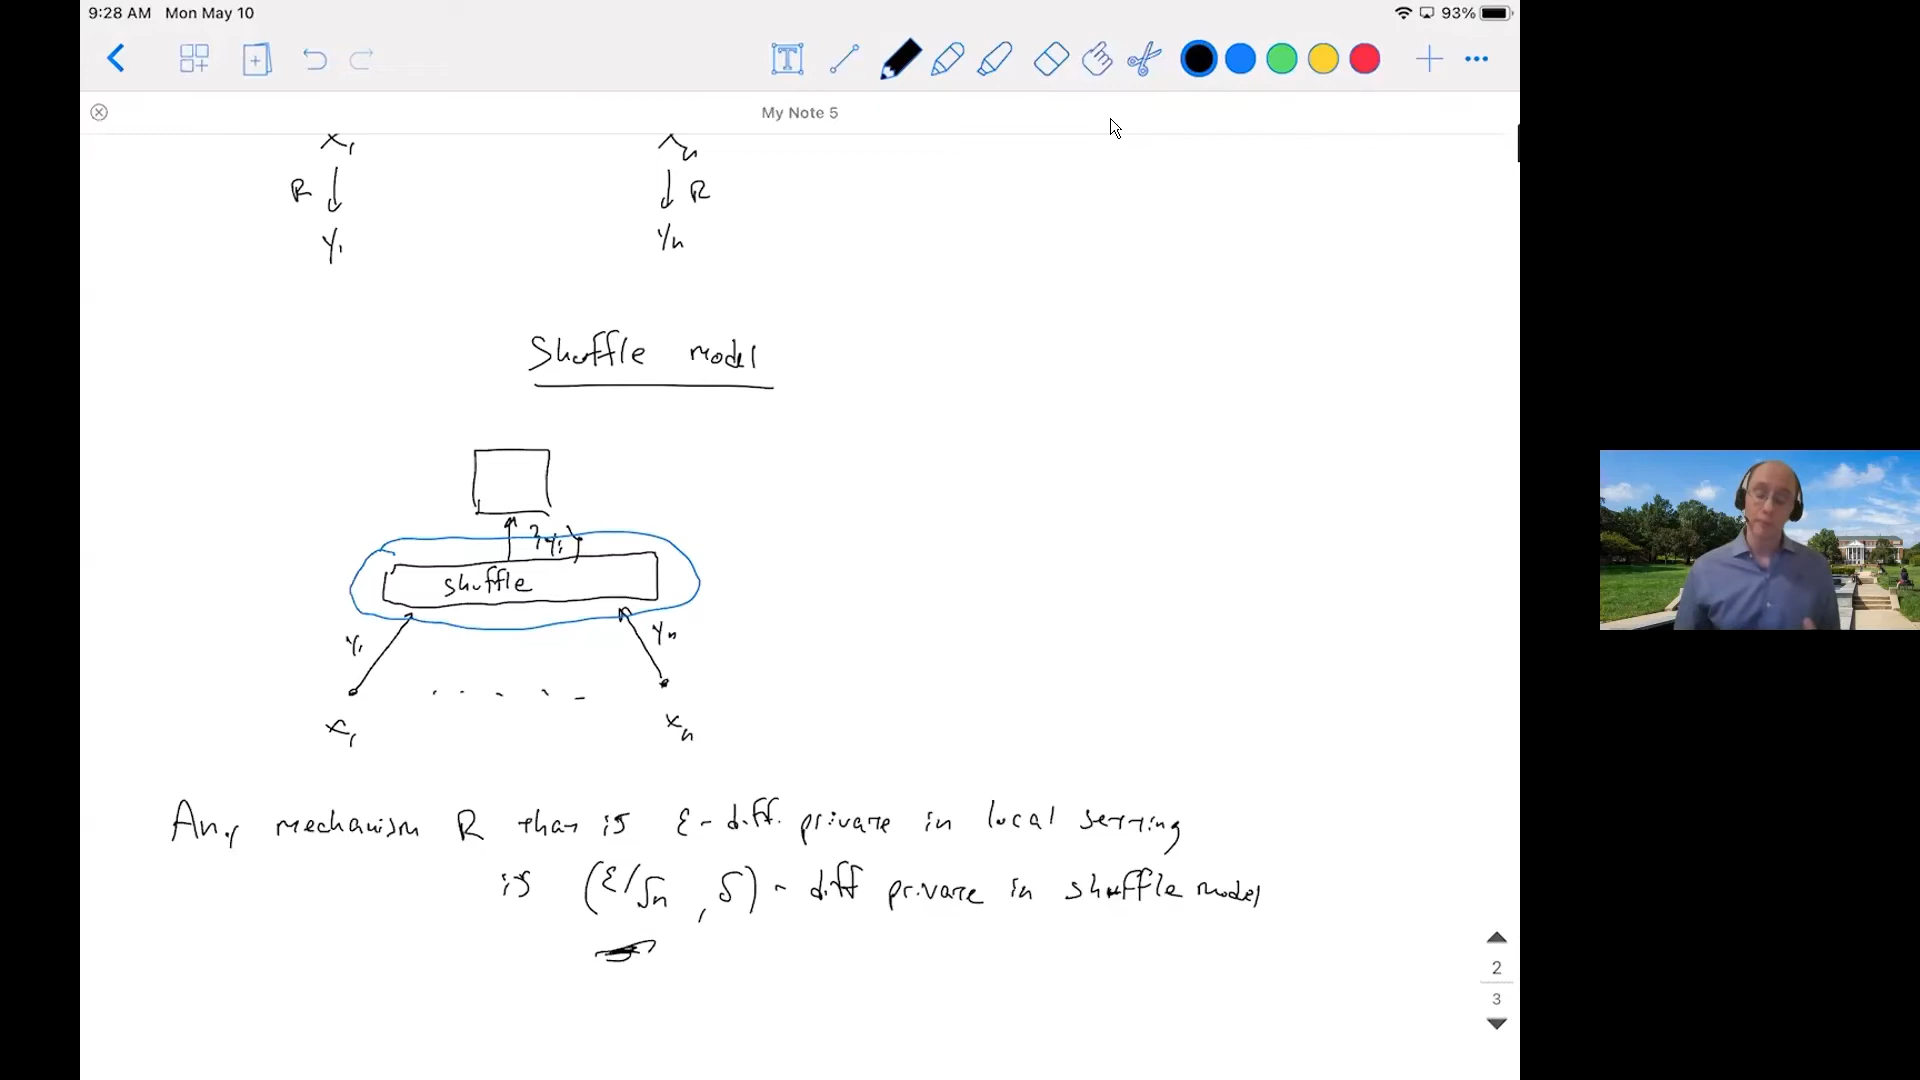 9:28 AM Mon May 10 93%
T
My Note 5
x₁ xₙ
R R
y₁ yₙ
Shuffle model
{yᵢ}
shuffle
y₁ yₙ
x₁ xₙ
Any mechanism R that is ε-diff. private in local setting
is (ε/√n, δ)-diff private in shuffle model
2
3